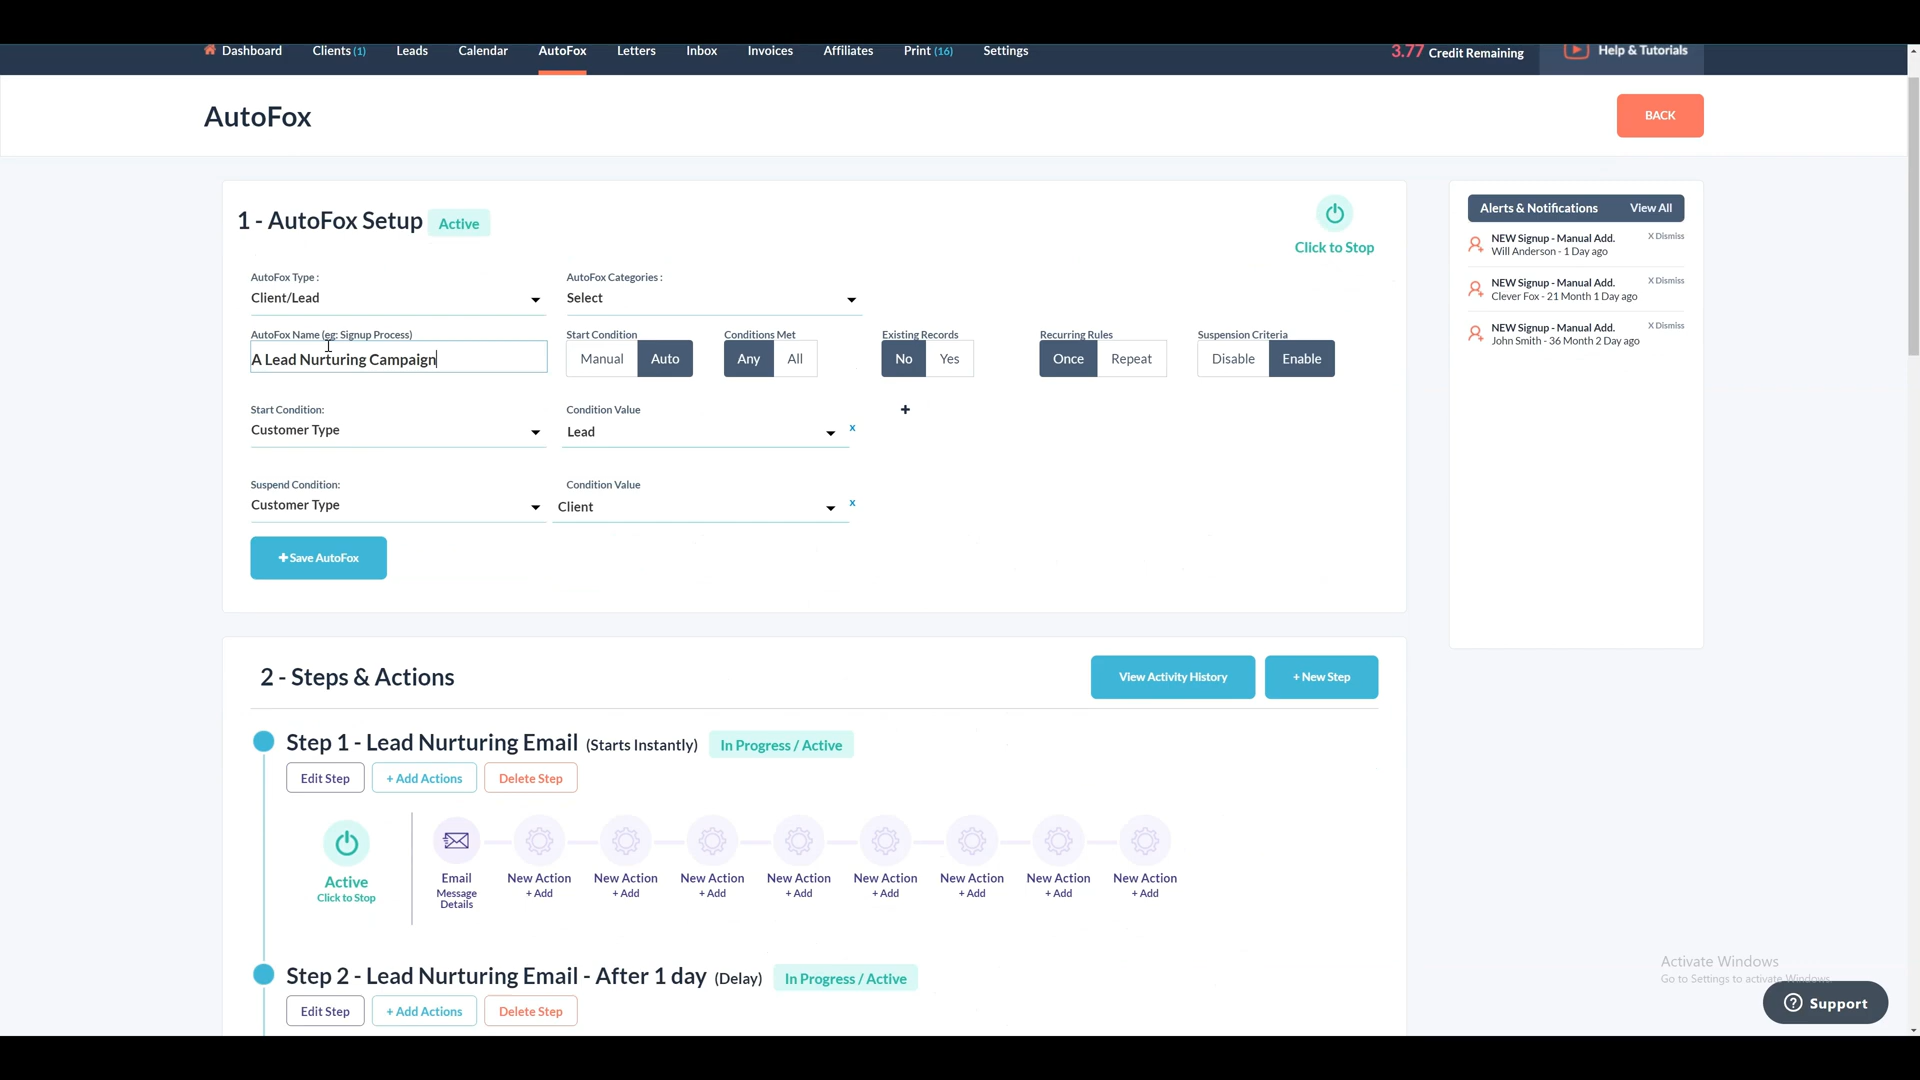 Dashboard Clients (1) Leads Calendar AutoFox Letters Inbox Invoices Affiliates Print (16) Settings 3.77 Credit Remaining Help & Tutorials
AutoFox BACK
1 - AutoFox Setup Active
Click to Stop
AutoFox Type : AutoFox Categories :
Client/Lead Select
AutoFox Name (eg: Signup Process) Start Condition Conditions Met Existing Records Recurring Rules Suspension Criteria
A Lead Nurturing Campaign Manual Auto Any All No Yes Once Repeat Disable Enable
Start Condition: Condition Value +
Customer Type Lead x
Suspend Condition: Condition Value
Customer Type Client x
+ Save AutoFox
Alerts & Notifications View All
NEW Signup - Manual Add. X Dismiss
Will Anderson - 1 Day ago
NEW Signup - Manual Add. X Dismiss
Clever Fox - 21 Month 1 Day ago
NEW Signup - Manual Add. X Dismiss
John Smith - 36 Month 2 Day ago
2 - Steps & Actions View Activity History + New Step
Step 1 - Lead Nurturing Email (Starts Instantly) In Progress / Active
Edit Step + Add Actions Delete Step
Active Email New Action New Action New Action New Action New Action New Action New Action New Action
Click to Stop Message + Add + Add + Add + Add + Add + Add + Add + Add
Details
Step 2 - Lead Nurturing Email - After 1 day (Delay) In Progress / Active
Edit Step + Add Actions Delete Step
Activate Windows
Go to Settings to activate Windows.
Support